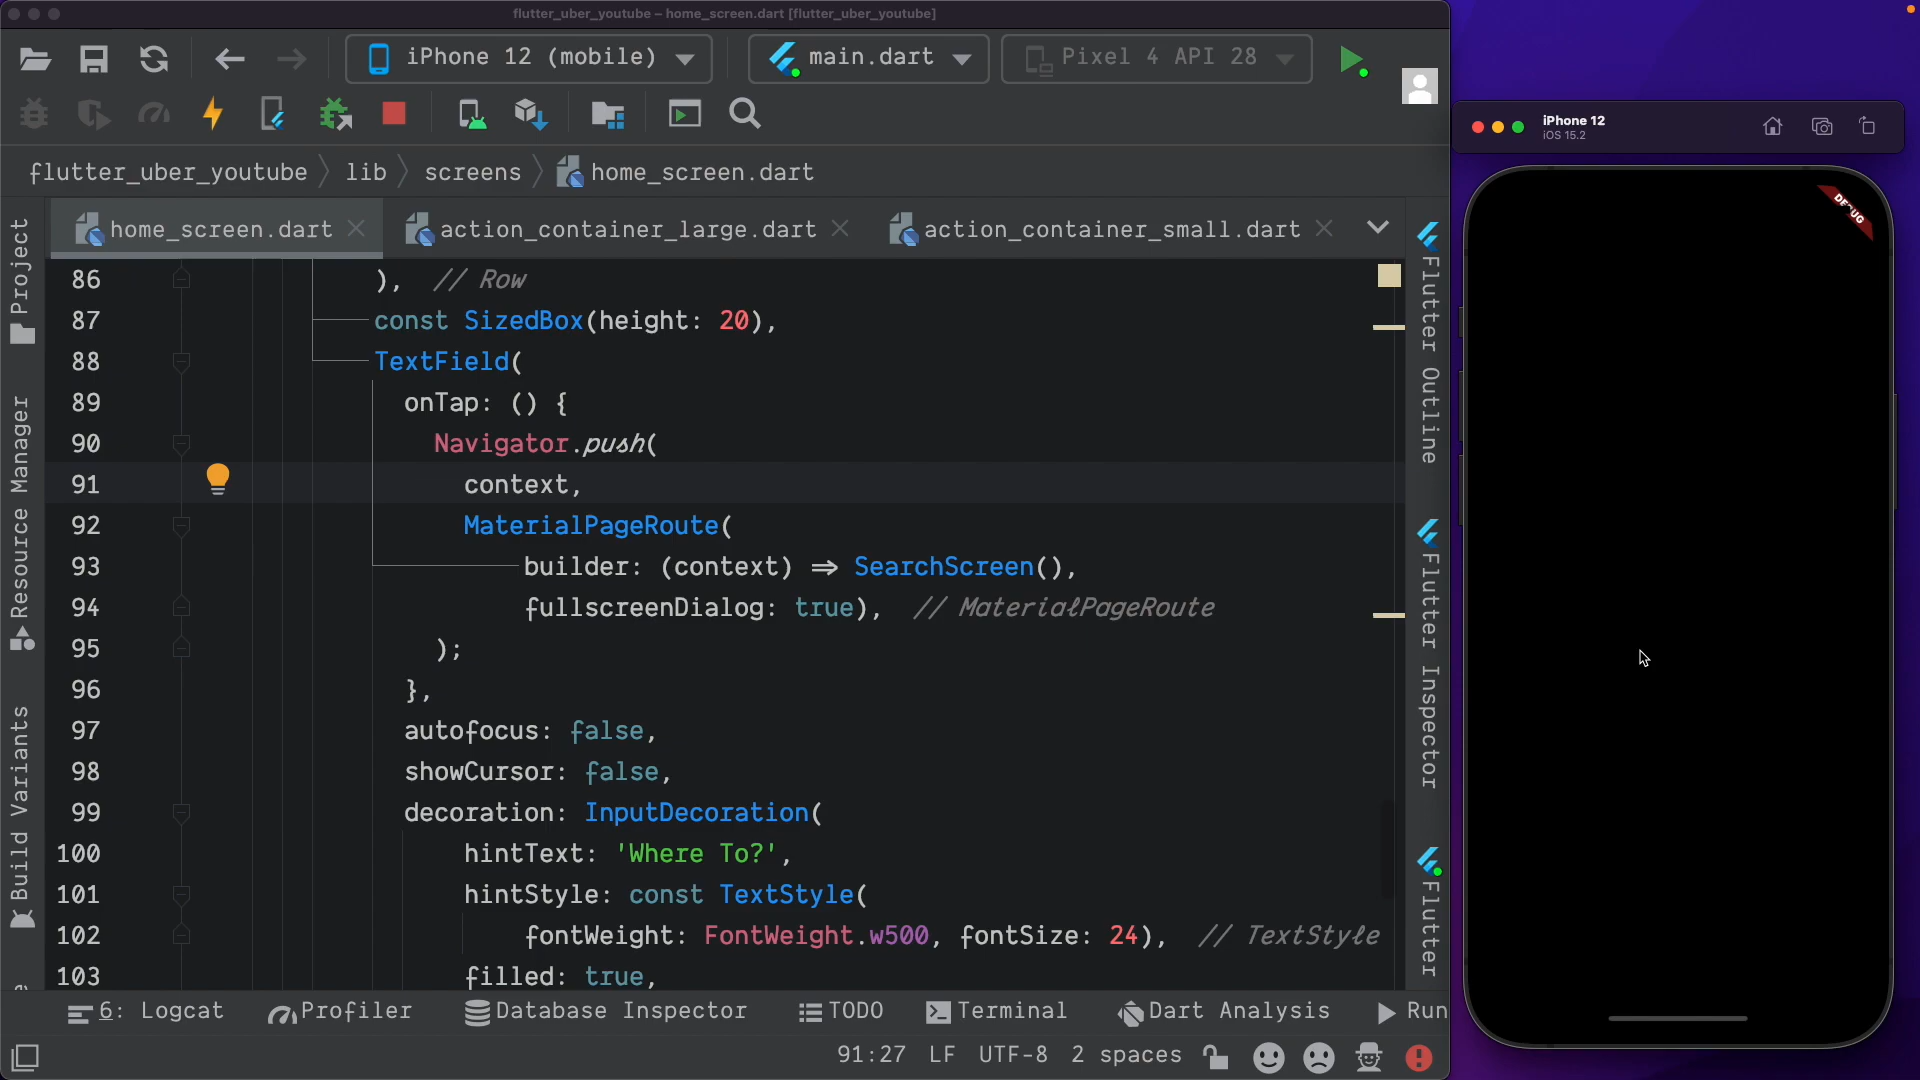 flutter_uber_youtube – home_screen.dart [flutter_uber_youtube]
iPhone 12 (mobile)
main.dart
Pixel 4 API 28
flutter_uber_youtube
lib
screens
home_screen.dart
home_screen.dart
action_container_large.dart
action_container_small.dart
Project
Resource Manager
Build Variants
86 ), // Row
87 const SizedBox(height: 20),
88 TextField(
89 onTap: () {
90 Navigator.push(
91 context,
92 MaterialPageRoute(
93 builder: (context) => SearchScreen(),
94 fullscreenDialog: true), // MaterialPageRoute
95 );
96 },
97 autofocus: false,
98 showCursor: false,
99 decoration: InputDecoration(
100 hintText: 'Where To?',
101 hintStyle: const TextStyle(
102 fontWeight: FontWeight.w500, fontSize: 24), // TextStyle
103 filled: true,
Flutter Outline
Flutter Inspector
Flutter
6: Logcat
Profiler
Database Inspector
TODO
Terminal
Dart Analysis
Run
91:27 LF UTF-8 2 spaces
iPhone 12
iOS 15.2
DEBUG